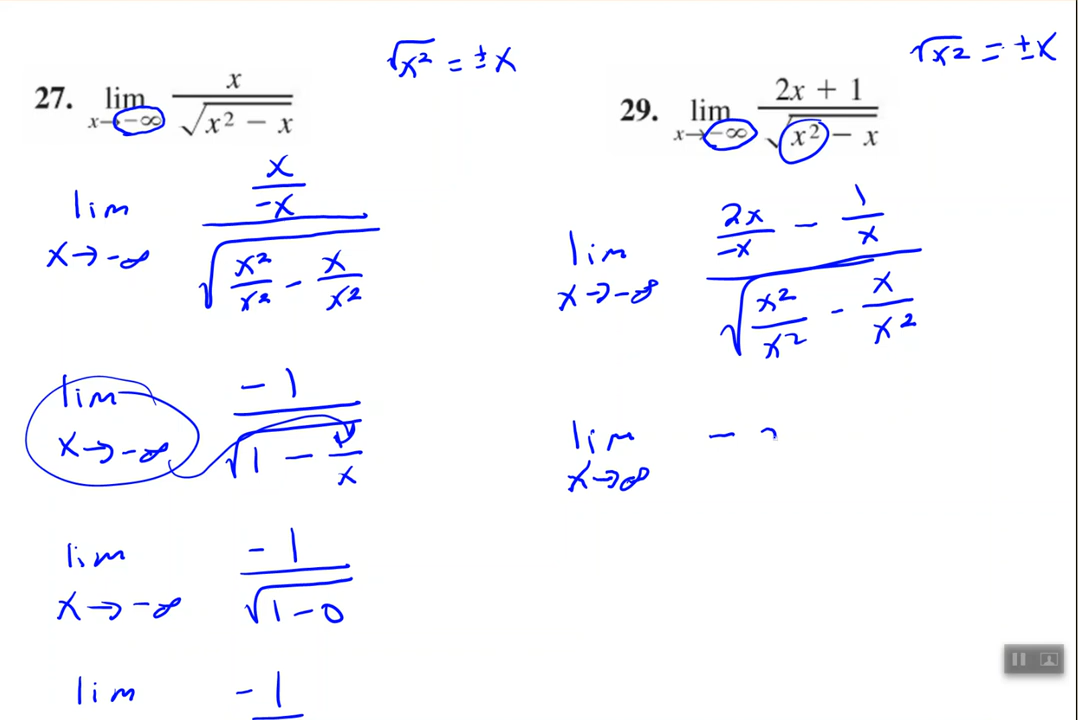 √x² = ±x
27. lim x→−∞ x / √(x² − x)
lim x→−∞ (x/−x) / √(x²/x² − x/x²)
lim x→−∞ −1 / √(1 − 1/x)
lim x→−∞ −1 / √(1 − 0)
lim −1
√x² = ±x
29. lim x→−∞ (2x + 1) / √(x² − x)
lim x→−∞ (2x/−x − 1/x) / √(x²/x² − x/x²)
lim x→∞ −